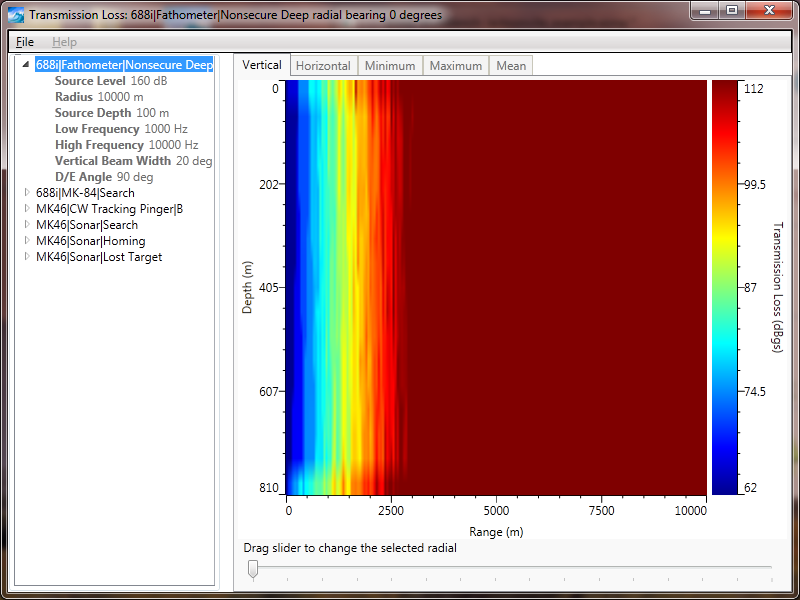 Transmission Loss: 688i|Fathometer|Nonsecure Deep radial bearing 0 degrees
File Help
688i|Fathometer|Nonsecure Deep
Source Level 160 dB
Radius 10000 m
Source Depth 100 m
Low Frequency 1000 Hz
High Frequency 10000 Hz
Vertical Beam Width 20 deg
D/E Angle 90 deg
688i|MK-84|Search
MK46|CW Tracking Pinger|B
MK46|Sonar|Search
MK46|Sonar|Homing
MK46|Sonar|Lost Target
Vertical Horizontal Minimum Maximum Mean
0
202
405
607
810
Depth (m)
0 2500 5000 7500 10000
Range (m)
112
99.5
87
74.5
62
Transmission Loss (dBgs)
Drag slider to change the selected radial